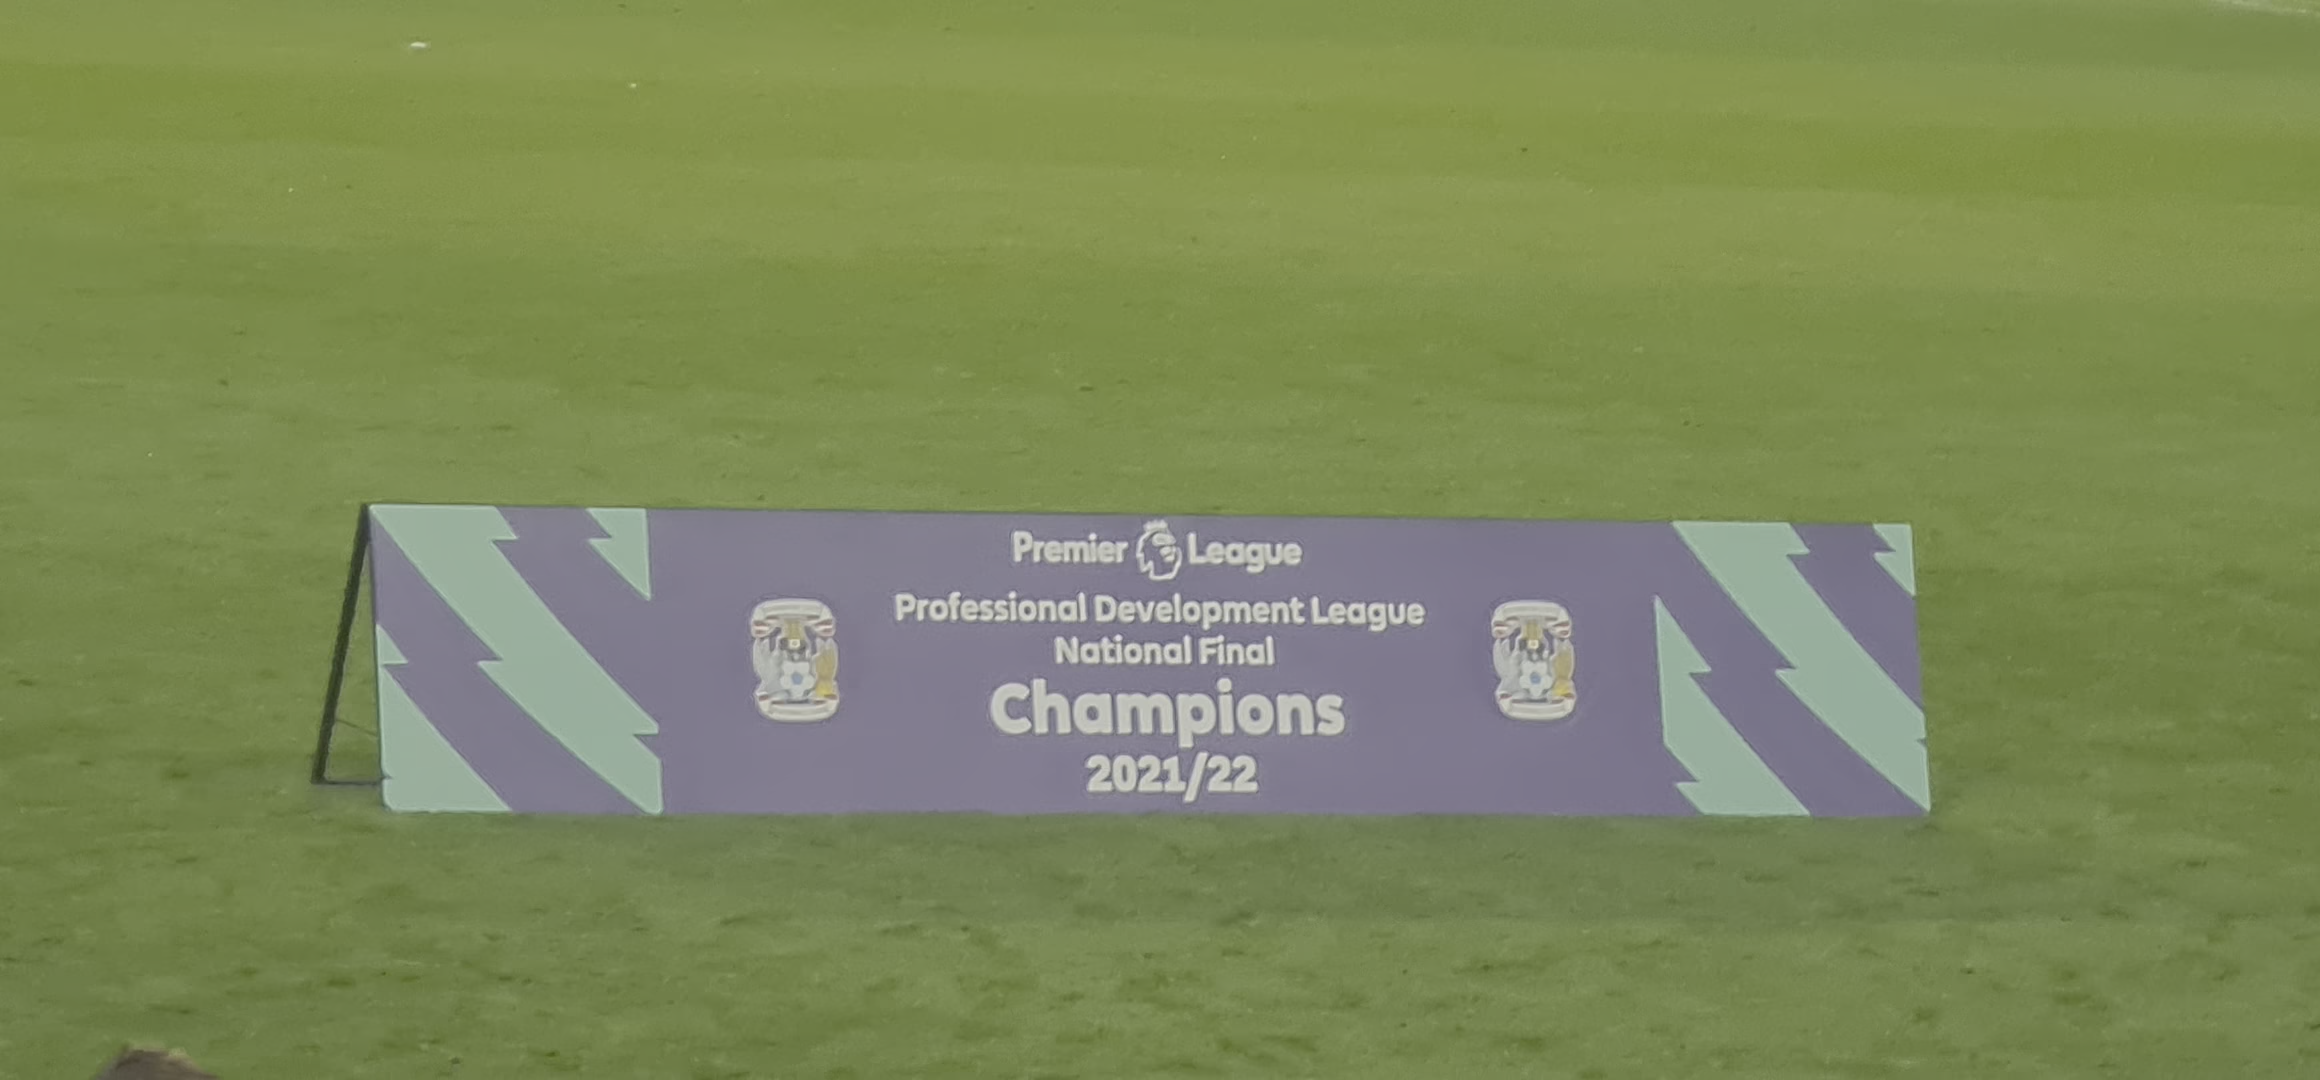 Premier League
Professional Development League
National Final
Champions
2021/22